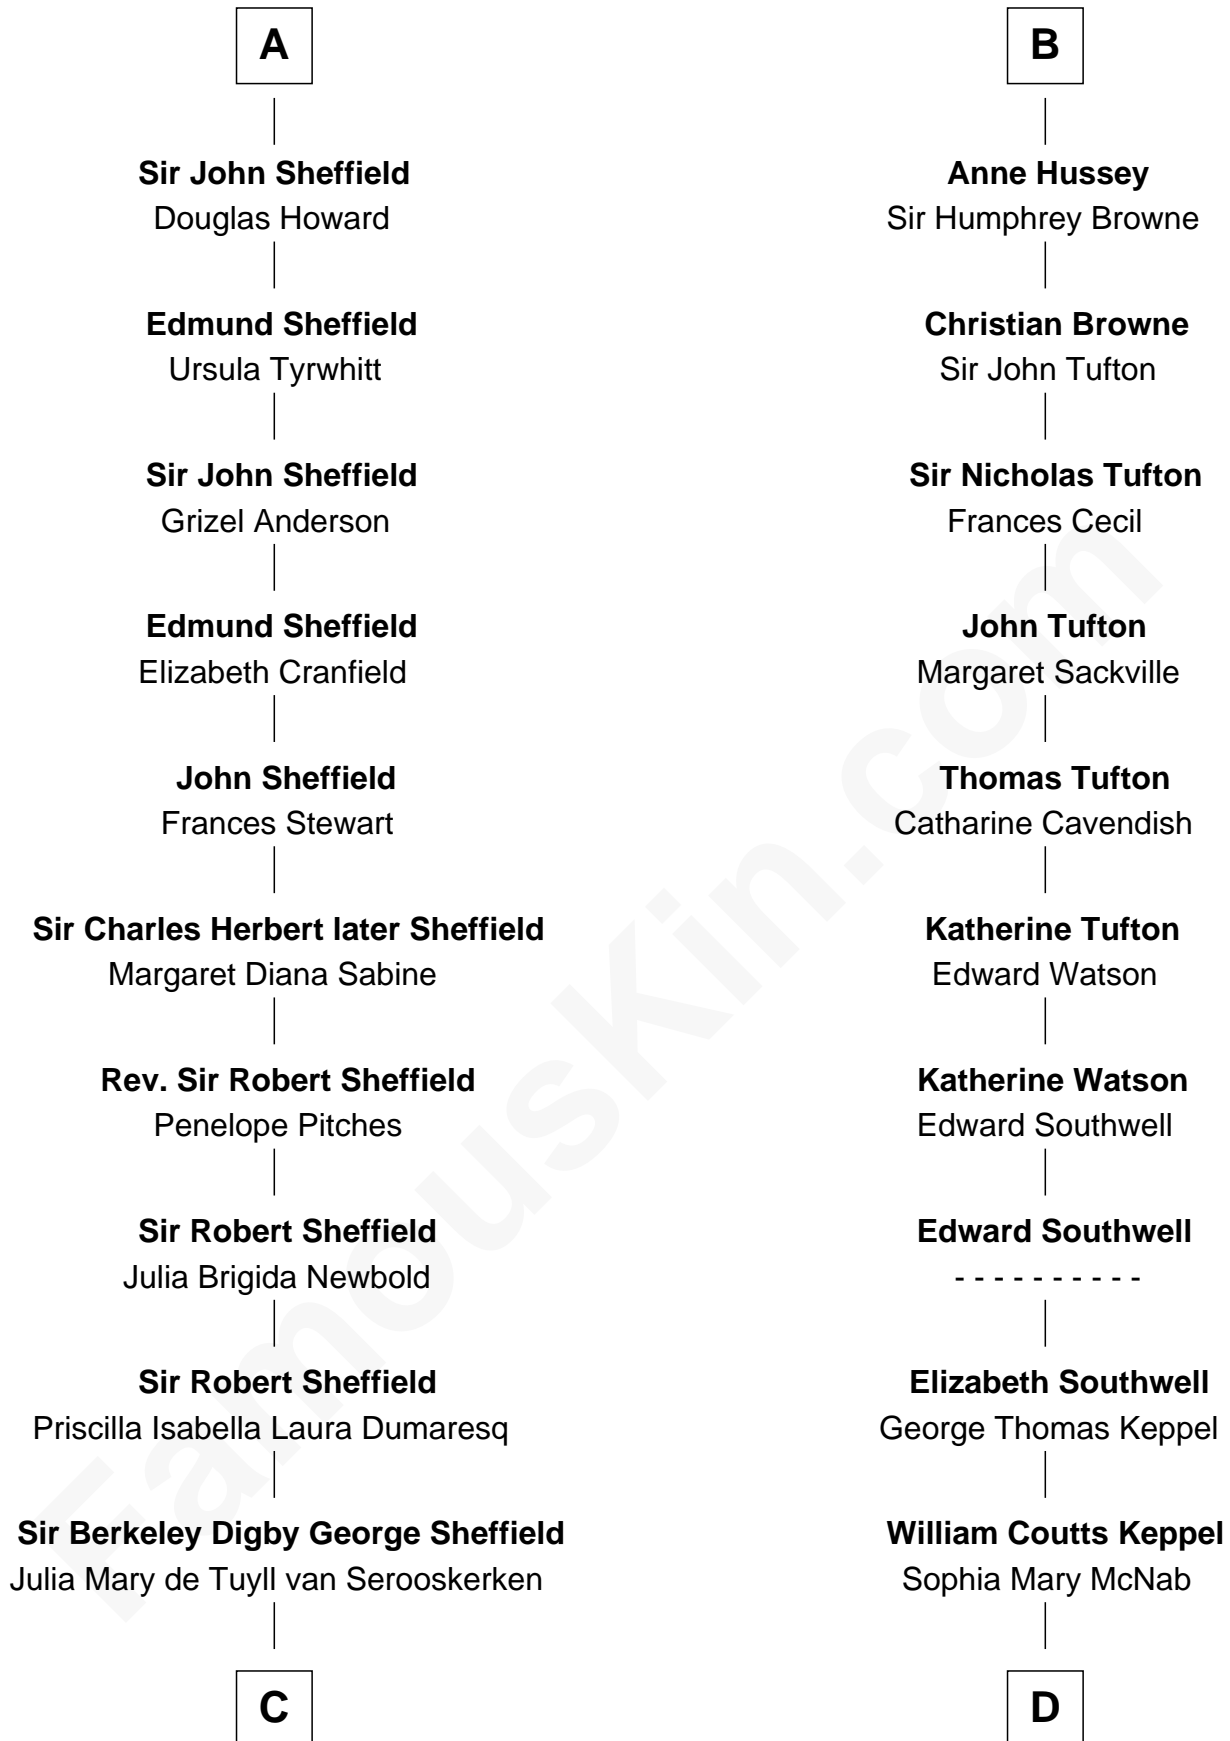 A
Sir John Sheffield
Douglas Howard
Edmund Sheffield
Ursula Tyrwhitt
Sir John Sheffield
Grizel Anderson
Edmund Sheffield
Elizabeth Cranfield
John Sheffield
Frances Stewart
Sir Charles Herbert later Sheffield
Margaret Diana Sabine
Rev. Sir Robert Sheffield
Penelope Pitches
Sir Robert Sheffield
Julia Brigida Newbold
Sir Robert Sheffield
Priscilla Isabella Laura Dumaresq
Sir Berkeley Digby George Sheffield
Julia Mary de Tuyll van Serooskerken
C
B
Anne Hussey
Sir Humphrey Browne
Christian Browne
Sir John Tufton
Sir Nicholas Tufton
Frances Cecil
John Tufton
Margaret Sackville
Thomas Tufton
Catharine Cavendish
Katherine Tufton
Edward Watson
Katherine Watson
Edward Southwell
Edward Southwell
- - - - - - - - - -
Elizabeth Southwell
George Thomas Keppel
William Coutts Keppel
Sophia Mary McNab
D
FamousKin.com